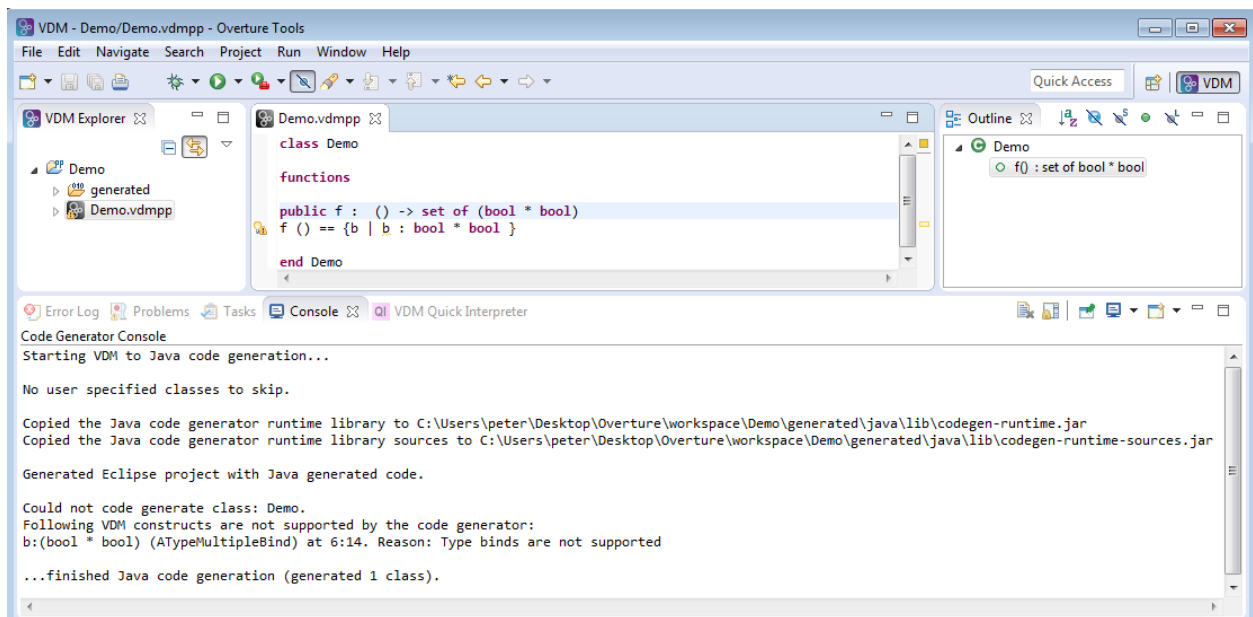 VDM - Demo/Demo.vdmpp - Overture Tools
File Edit Navigate Search Project Run Window Help
Quick Access
VDM
VDM Explorer
Demo
generated
Demo.vdmpp
Demo.vdmpp
class Demo
functions
public f : () -> set of (bool * bool)
f () == {b | b : bool * bool }
end Demo
Outline
Demo
f() : set of bool * bool
Error Log Problems Tasks Console QI VDM Quick Interpreter
Code Generator Console
Starting VDM to Java code generation...
No user specified classes to skip.
Copied the Java code generator runtime library to C:\Users\peter\Desktop\Overture\workspace\Demo\generated\java\lib\codegen-runtime.jar
Copied the Java code generator runtime library sources to C:\Users\peter\Desktop\Overture\workspace\Demo\generated\java\lib\codegen-runtime-sources.jar
Generated Eclipse project with Java generated code.
Could not code generate class: Demo.
Following VDM constructs are not supported by the code generator:
b:(bool * bool) (ATypeMultipleBind) at 6:14. Reason: Type binds are not supported
...finished Java code generation (generated 1 class).